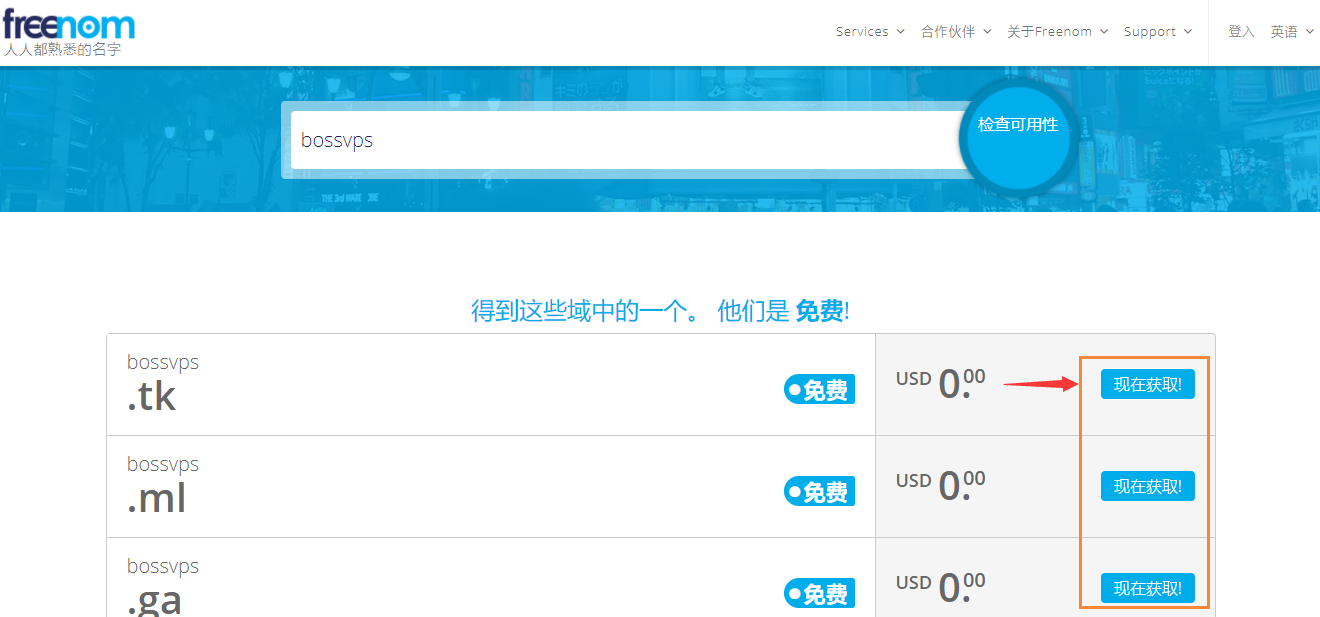 freenom
人人都熟悉的名字
Services 合作伙伴 关于Freenom Support 登入 英语
bossvps
检查可用性
THE 3rd WARE
得到这些域中的一个。 他们是 免费!
bossvps
.tk
免费
USD 0.00
现在获取!
bossvps
.ml
免费
USD 0.00
现在获取!
bossvps
.ga
免费
USD 0.00
现在获取!